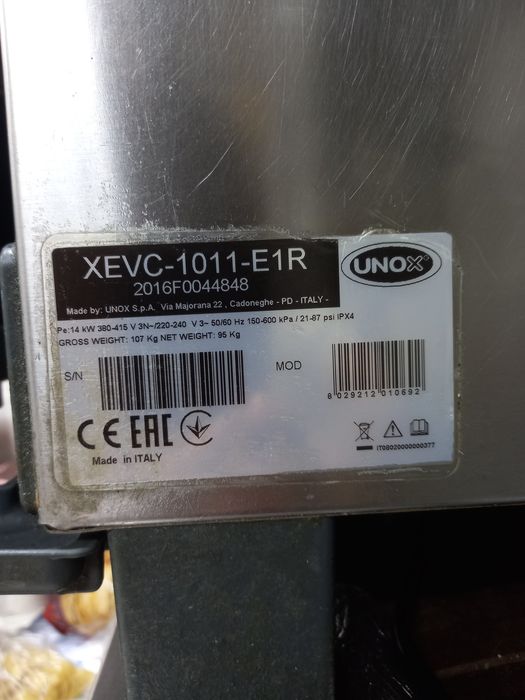 XEVC-1011-E1R
2016F0044848
Made by: UNOX S.p.A. Via Majorana 22 , Cadoneghe - PD - ITALY -
UNOX
Pe:14 kW 380-415 V 3N~/220-240 V 3~ 50/60 Hz 150-600 kPa / 21-87 psi IPX4
GROSS WEIGHT: 107 Kg NET WEIGHT: 95 Kg
S/N
MOD
8 029212 010692
CE EAC
Made in ITALY
IT08020000000377